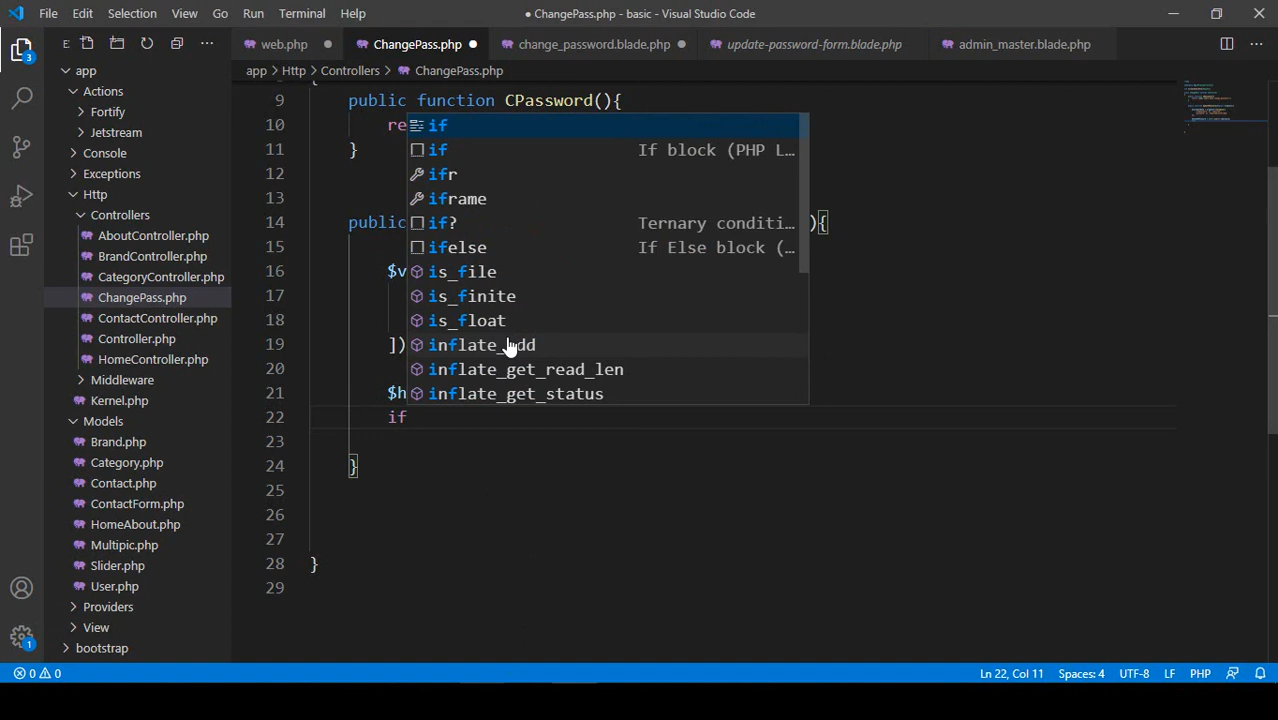 File Edit Selection View Go Run Terminal Help
● ChangePass.php - basic - Visual Studio Code
E
web.php
ChangePass.php
change_password.blade.php
update-password-form.blade.php
admin_master.blade.php
app > Http > Controllers > ChangePass.php
app
Actions
Fortify
Jetstream
Console
Exceptions
Http
Controllers
AboutController.php
BrandController.php
CategoryController.php
ChangePass.php
ContactController.php
Controller.php
HomeController.php
Middleware
Kernel.php
Models
Brand.php
Category.php
Contact.php
ContactForm.php
HomeAbout.php
Multipic.php
Slider.php
User.php
Providers
View
bootstrap
3
1
{
9 public function CPassword(){
10 re
11 }
12
13
14 public ){
15
16 $v
17
18
19 ])
20
21 $h
22 if
23
24 }
25
26
27
28 }
29
if
if If block (PHP L…
ifr
iframe
if? Ternary conditi…
ifelse If Else block (…
is_file
is_finite
is_float
inflate_add
inflate_get_read_len
inflate_get_status
0 0
Ln 22, Col 11 Spaces: 4 UTF-8 LF PHP